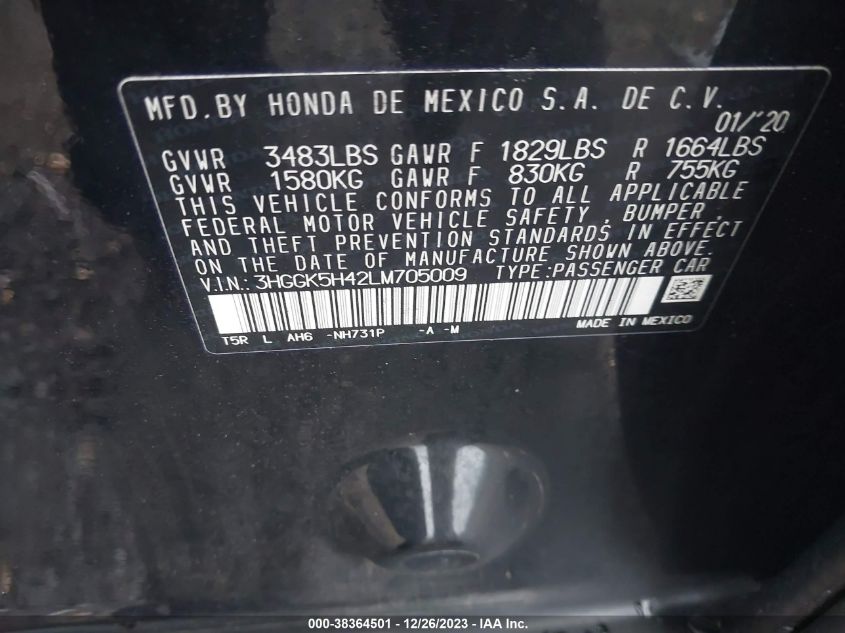 MFD.BY HONDA DE MEXICO S.A. DE C.V.
01/'20
GVWR 3483LBS GAWR F 1829LBS R 1664LBS
GVWR 1580KG GAWR F 830KG R 755KG
THIS VEHICLE CONFORMS TO ALL APPLICABLE
FEDERAL MOTOR VEHICLE SAFETY, BUMPER,
AND THEFT PREVENTION STANDARDS IN EFFECT
ON THE DATE OF MANUFACTURE SHOWN ABOVE.
V.I.N.: 3HGGK5H42LM705009 TYPE:PASSENGER CAR
MADE IN MEXICO
T5R L AH6 -NH731P -A -M
000-38364501 - 12/26/2023 - IAA Inc.